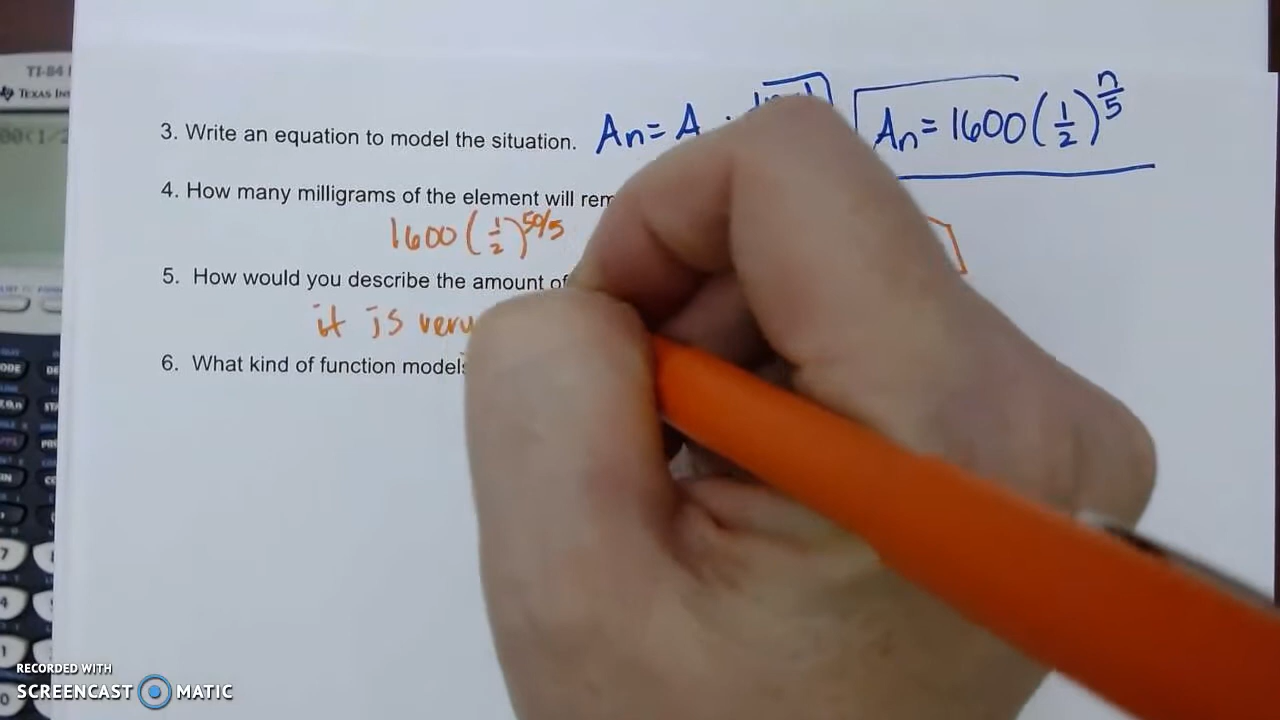 TI-84
TEXAS
3. Write an equation to model the situation. An = A · An = 1600(1/2)^n/5
4. How many milligrams of the element will
1600(1/2)^50/5
5. How would you describe the amount of
it is very
6. What kind of function models
RECORDED WITH
SCREENCAST MATIC